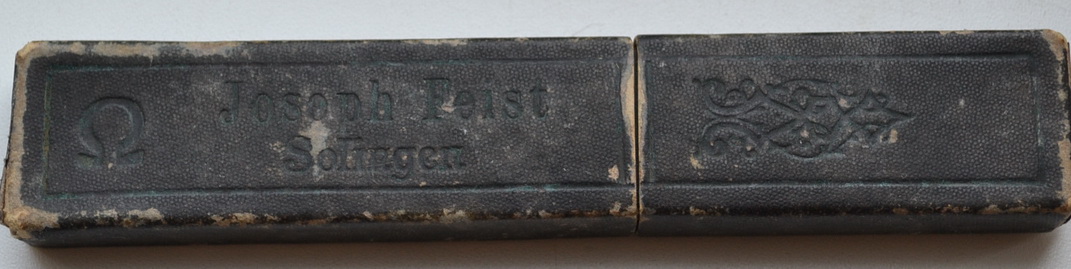 Ω
Joseph Feist
Solingen